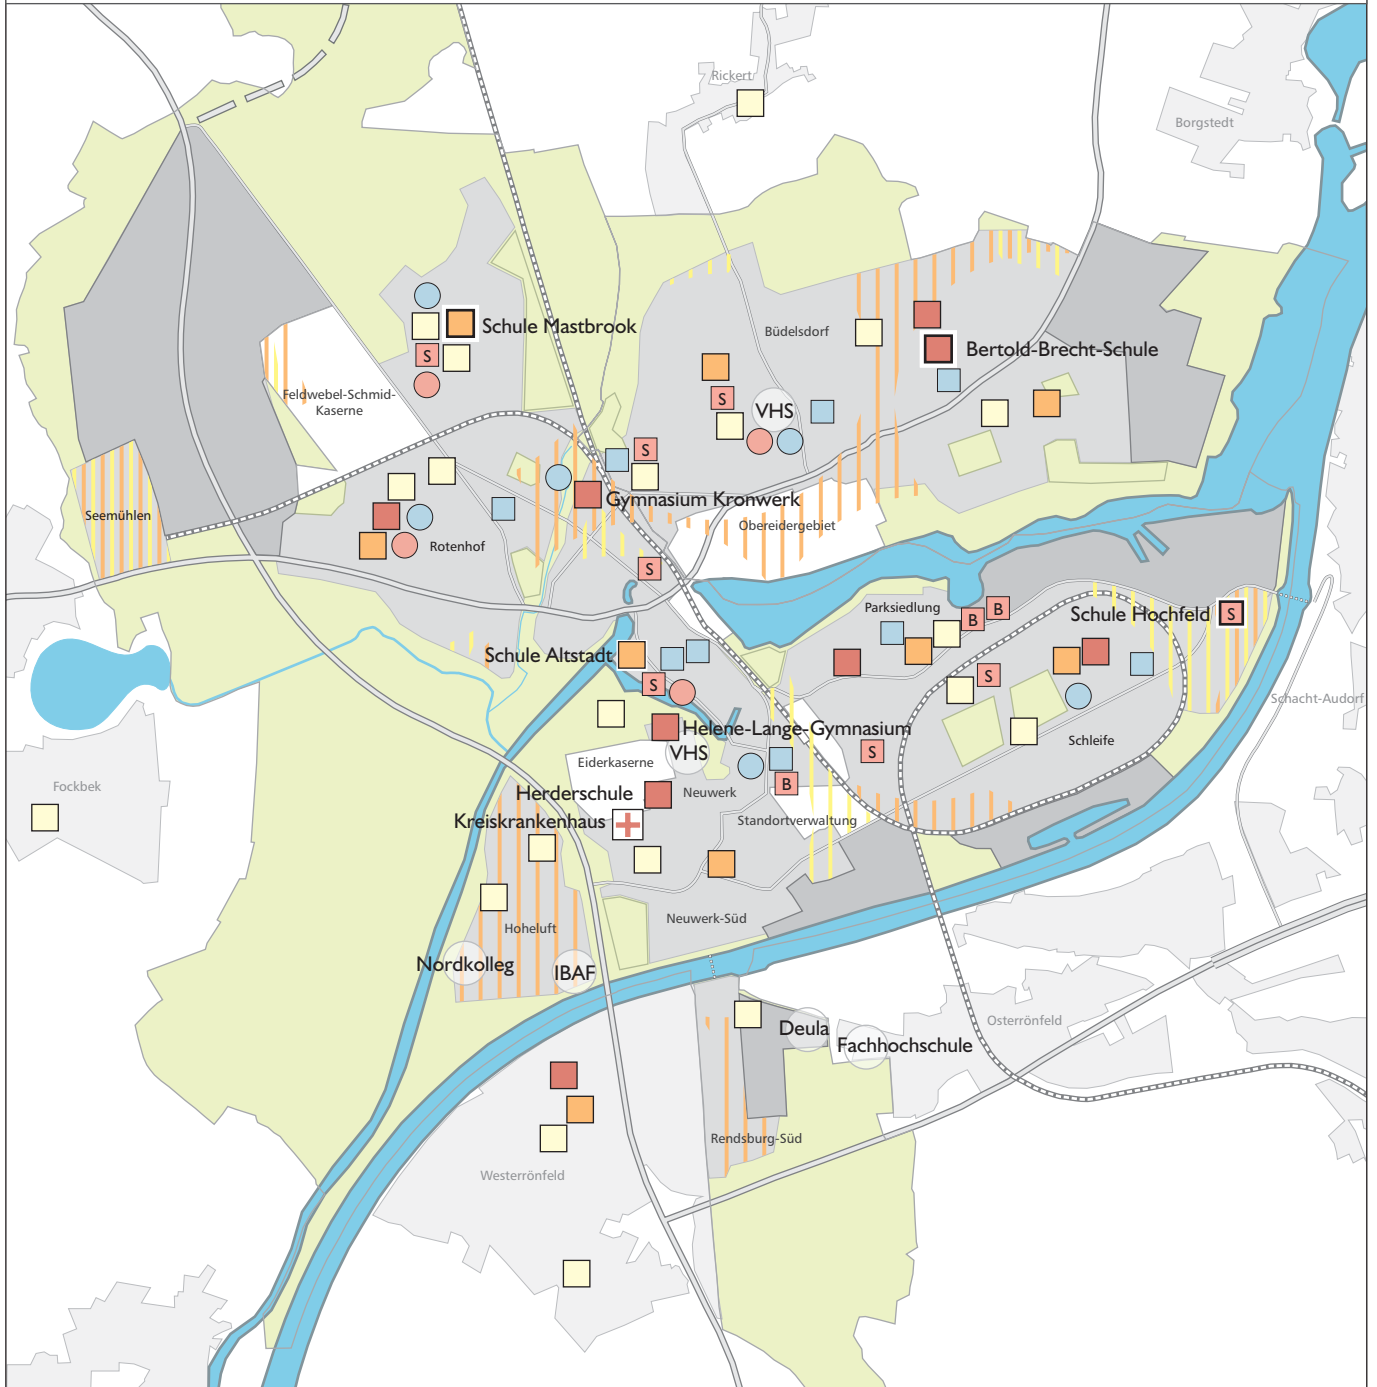 Rickert
Borgstedt
Schule Mastbrook
Büdelsdorf
Bertold-Brecht-Schule
S
Feldwebel-Schmid-
Kaserne
S
VHS
S
Gymnasium Kronwerk
Seemühlen
Obereidergebiet
Rotenhof
S
Parksiedlung
B
B
Schule Hochfeld
S
Schule Altstadt
S
S
Schacht-Audorf
Helene-Lange-Gymnasium
VHS
S
Schleife
Eiderkaserne
Fockbek
B
Herderschule
Neuwerk
Kreiskrankenhaus
Standortverwaltung
Neuwerk-Süd
Hoheluft
Nordkolleg
IBAF
Osterrönfeld
Deula
Fachhochschule
Rendsburg-Süd
Westerrönfeld